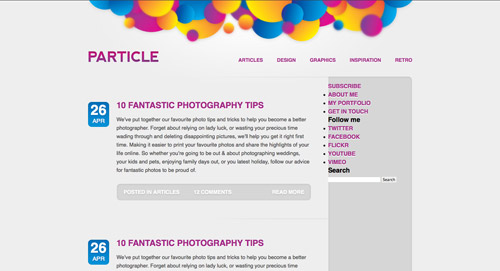 PARTICLE
ARTICLES DESIGN GRAPHICS INSPIRATION RETRO
26
APR
10 FANTASTIC PHOTOGRAPHY TIPS
We've put together our favourite photo tips and tricks to help you become a better
photographer. Forget about relying on lady luck, or wasting your precious time
wading through and deleting disappointing pictures, we'll help you get it right first
time. Making it easier to print your favourite photos and share the highlights of your
life online. So whether you're going to be out & about photographing weddings,
your kids and pets, enjoying family days out, or you latest holiday, follow our advice
for fantastic photos to be proud of.
POSTED IN ARTICLES 12 COMMENTS READ MORE
SUBSCRIBE
ABOUT ME
MY PORTFOLIO
GET IN TOUCH
Follow me
TWITTER
FACEBOOK
FLICKR
YOUTUBE
VIMEO
Search
Search
26
APR
10 FANTASTIC PHOTOGRAPHY TIPS
We've put together our favourite photo tips and tricks to help you become a better
photographer. Forget about relying on lady luck, or wasting your precious time